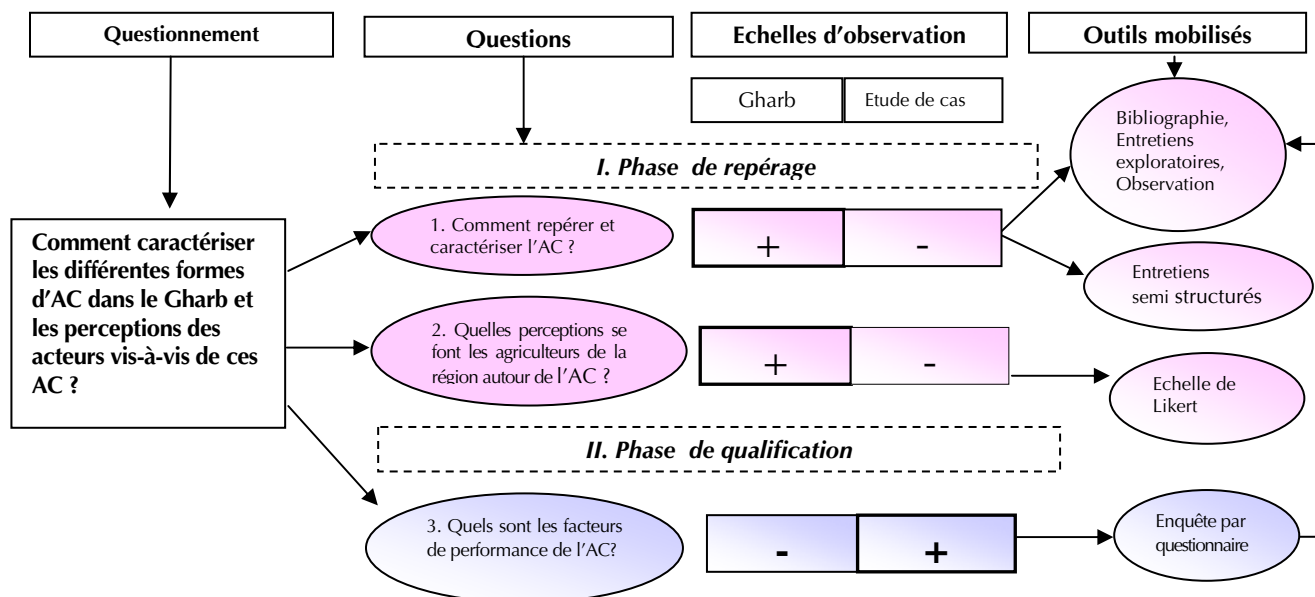 Questionnement
Questions
Echelles d'observation
Outils mobilisés
Gharb
Etude de cas
Bibliographie,
Entretiens
exploratoires,
Observation
I. Phase de repérage
1. Comment repérer et
caractériser l'AC ?
+
-
Comment caractériser
les différentes formes
d'AC dans le Gharb et
les perceptions des
acteurs vis-à-vis de ces
AC ?
Entretiens
semi structurés
2. Quelles perceptions se
font les agriculteurs de la
région autour de l'AC ?
+
-
Echelle de
Likert
II. Phase de qualification
3. Quels sont les facteurs
de performance de l'AC?
-
+
Enquête par
questionnaire